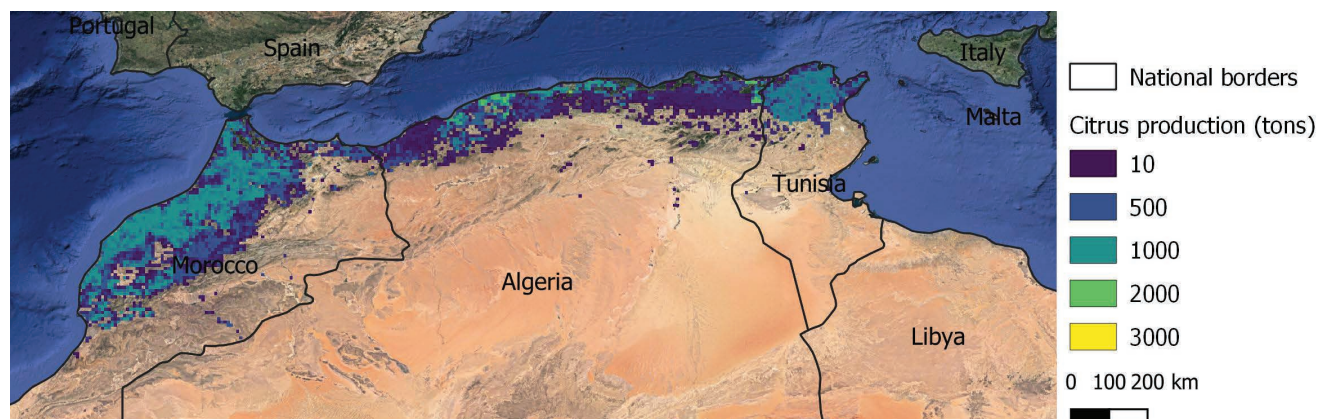 Portugal
Spain
Italy
Malta
Tunisia
Morocco
Algeria
Libya
National borders
Citrus production (tons)
10
500
1000
2000
3000
0 100 200 km